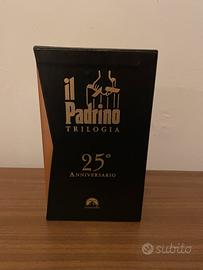 il
Padrino
TRILOGIA
25°
ANNIVERSARIO
subito